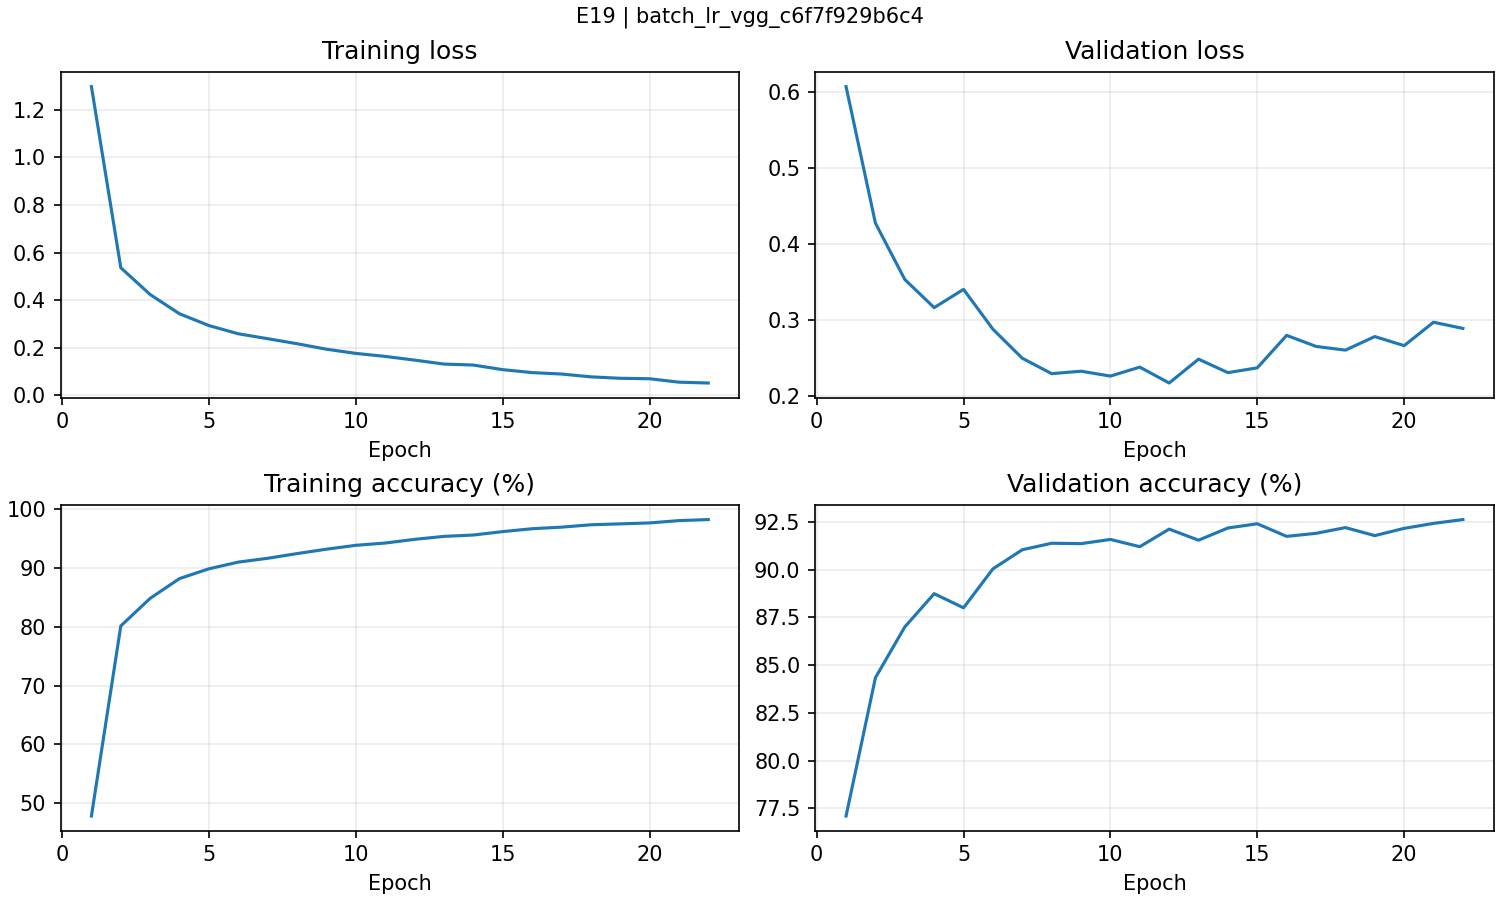 E19 | batch_lr_vgg_c6f7f929b6c4
Training loss
1.2
1.0
0.8
0.6
0.4
0.2
0.0
0 5 10 15 20
Epoch
Validation loss
0.6
0.5
0.4
0.3
0.2
0 5 10 15 20
Epoch
Training accuracy (%)
100
90
80
70
60
50
0 5 10 15 20
Epoch
Validation accuracy (%)
92.5
90.0
87.5
85.0
82.5
80.0
77.5
0 5 10 15 20
Epoch